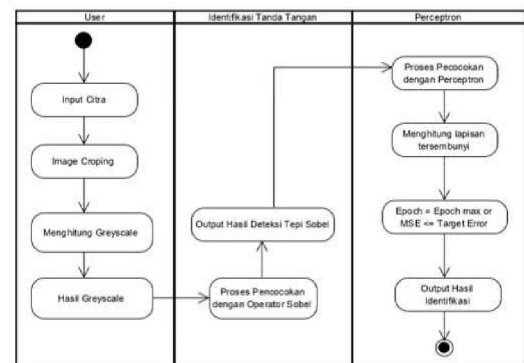 User
Identifikasi Tanda Tangan
Perceptron
Input Citra
Image Croping
Menghitung Greyscale
Hasil Greyscale
Proses Pencocokan
dengan Operator Sobel
Output Hasil Deteksi Tepi Sobel
Proses Pecocokan
dengan Perceptron
Menghitung lapisan
tersembunyi
Epoch = Epoch max or
MSE <= Target Error
Output Hasil
Identifikasi